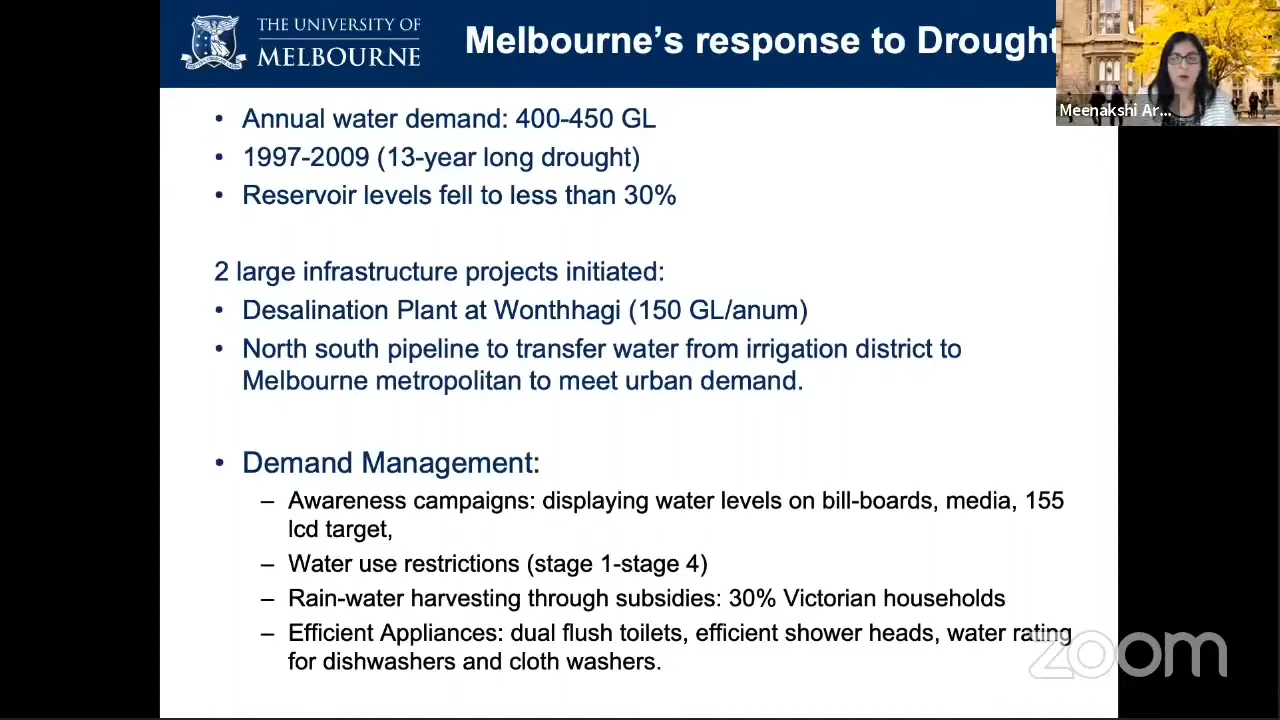 THE UNIVERSITY OF
MELBOURNE
Melbourne's response to Drought
Meenakshi Ar...
• Annual water demand: 400-450 GL
• 1997-2009 (13-year long drought)
• Reservoir levels fell to less than 30%
2 large infrastructure projects initiated:
• Desalination Plant at Wonthhagi (150 GL/anum)
• North south pipeline to transfer water from irrigation district to
Melbourne metropolitan to meet urban demand.
• Demand Management:
– Awareness campaigns: displaying water levels on bill-boards, media, 155
lcd target,
– Water use restrictions (stage 1-stage 4)
– Rain-water harvesting through subsidies: 30% Victorian households
– Efficient Appliances: dual flush toilets, efficient shower heads, water rating
for dishwashers and cloth washers.
zoom